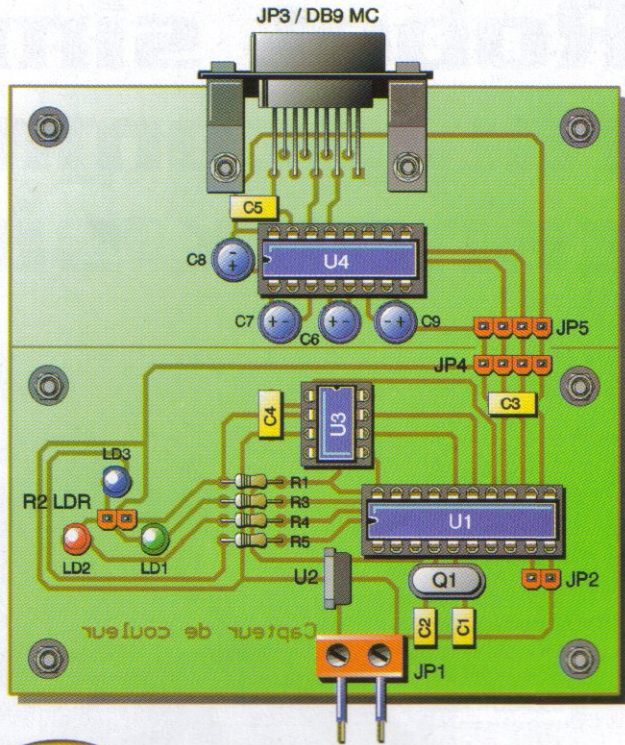 JP3 / DB9 MC
C5
C8
U4
C7
C6
C9
JP5
JP4
C4
U3
C3
LD3
R2 LDR
R1
R3
R4
R5
U1
LD2
LD1
U2
Q1
JP2
Capteur de couleur
C2
C1
JP1